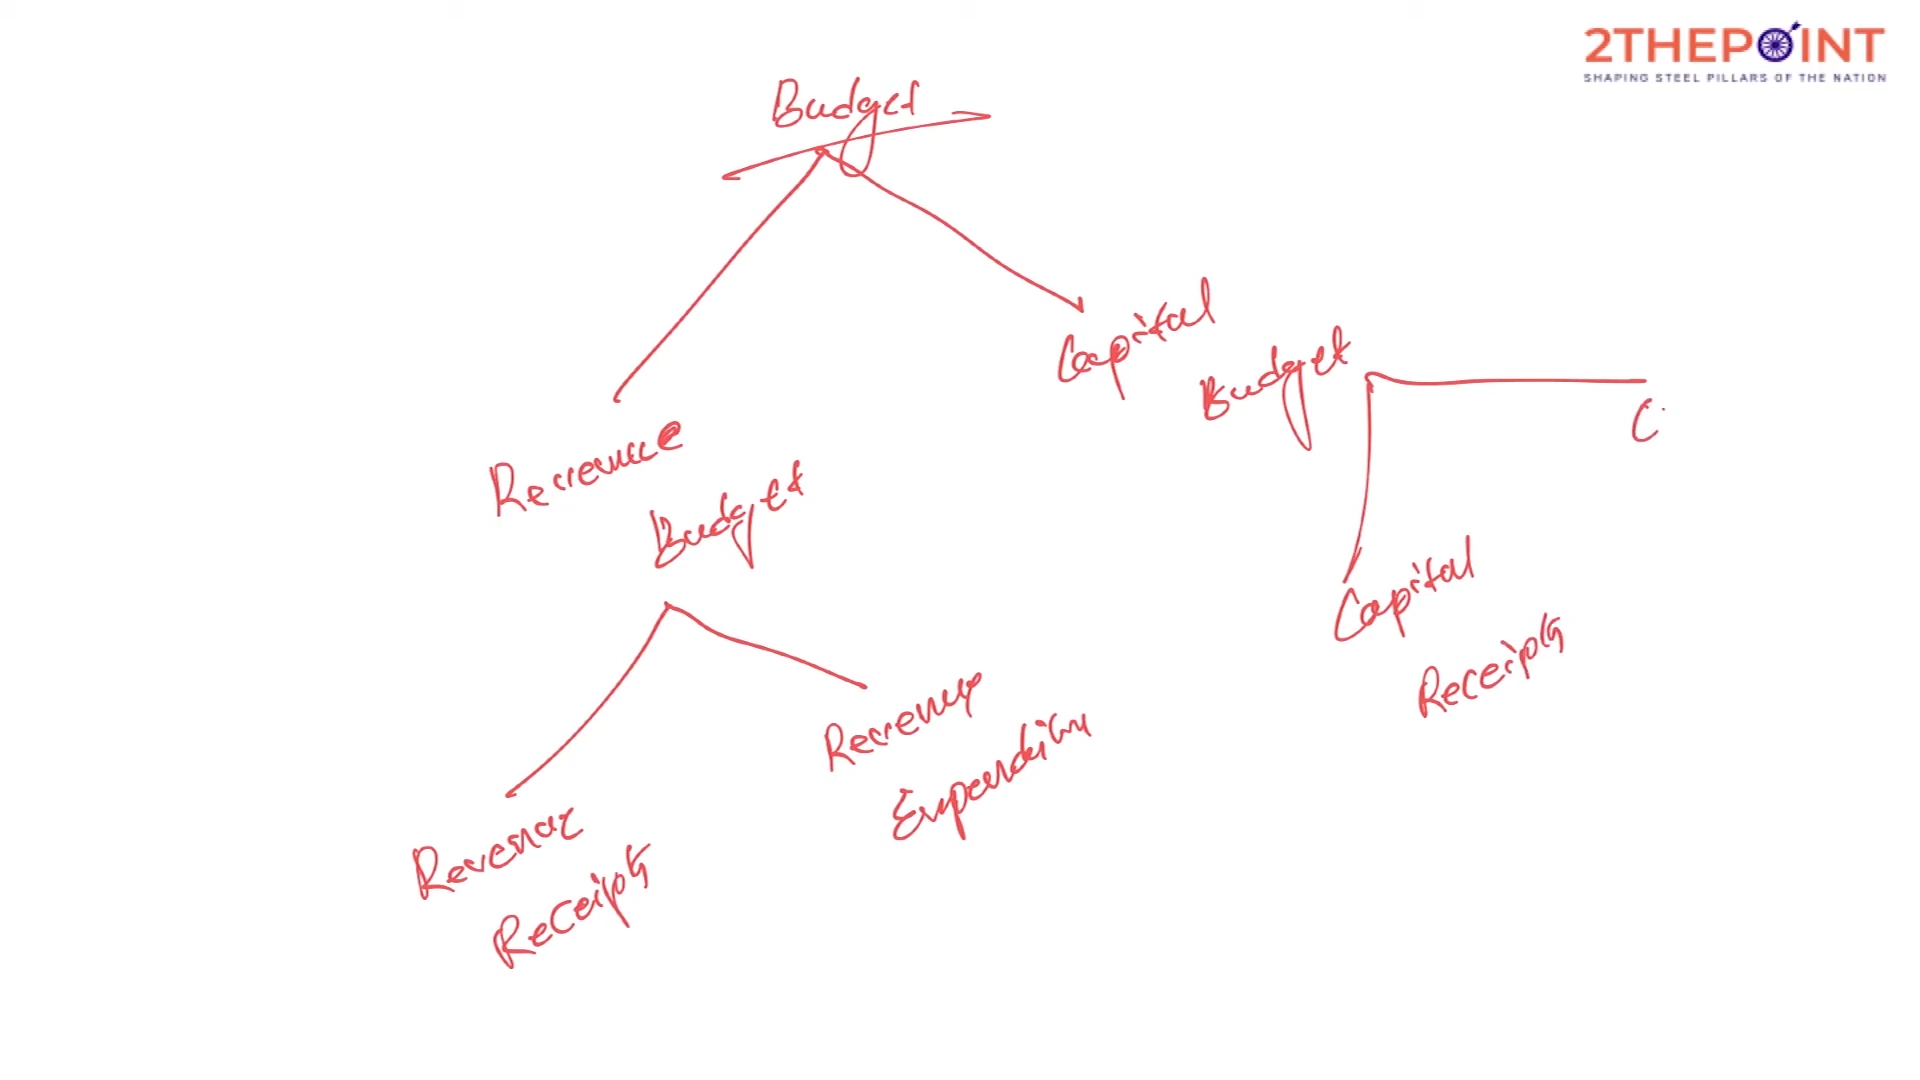 2THEPOINT
SHAPING STEEL PILLARS OF THE NATION
Budget
Capital
Budget
C
Revenue
Budget
Capital
Receipts
Revenue
Expenditure
Revenue
Receipts